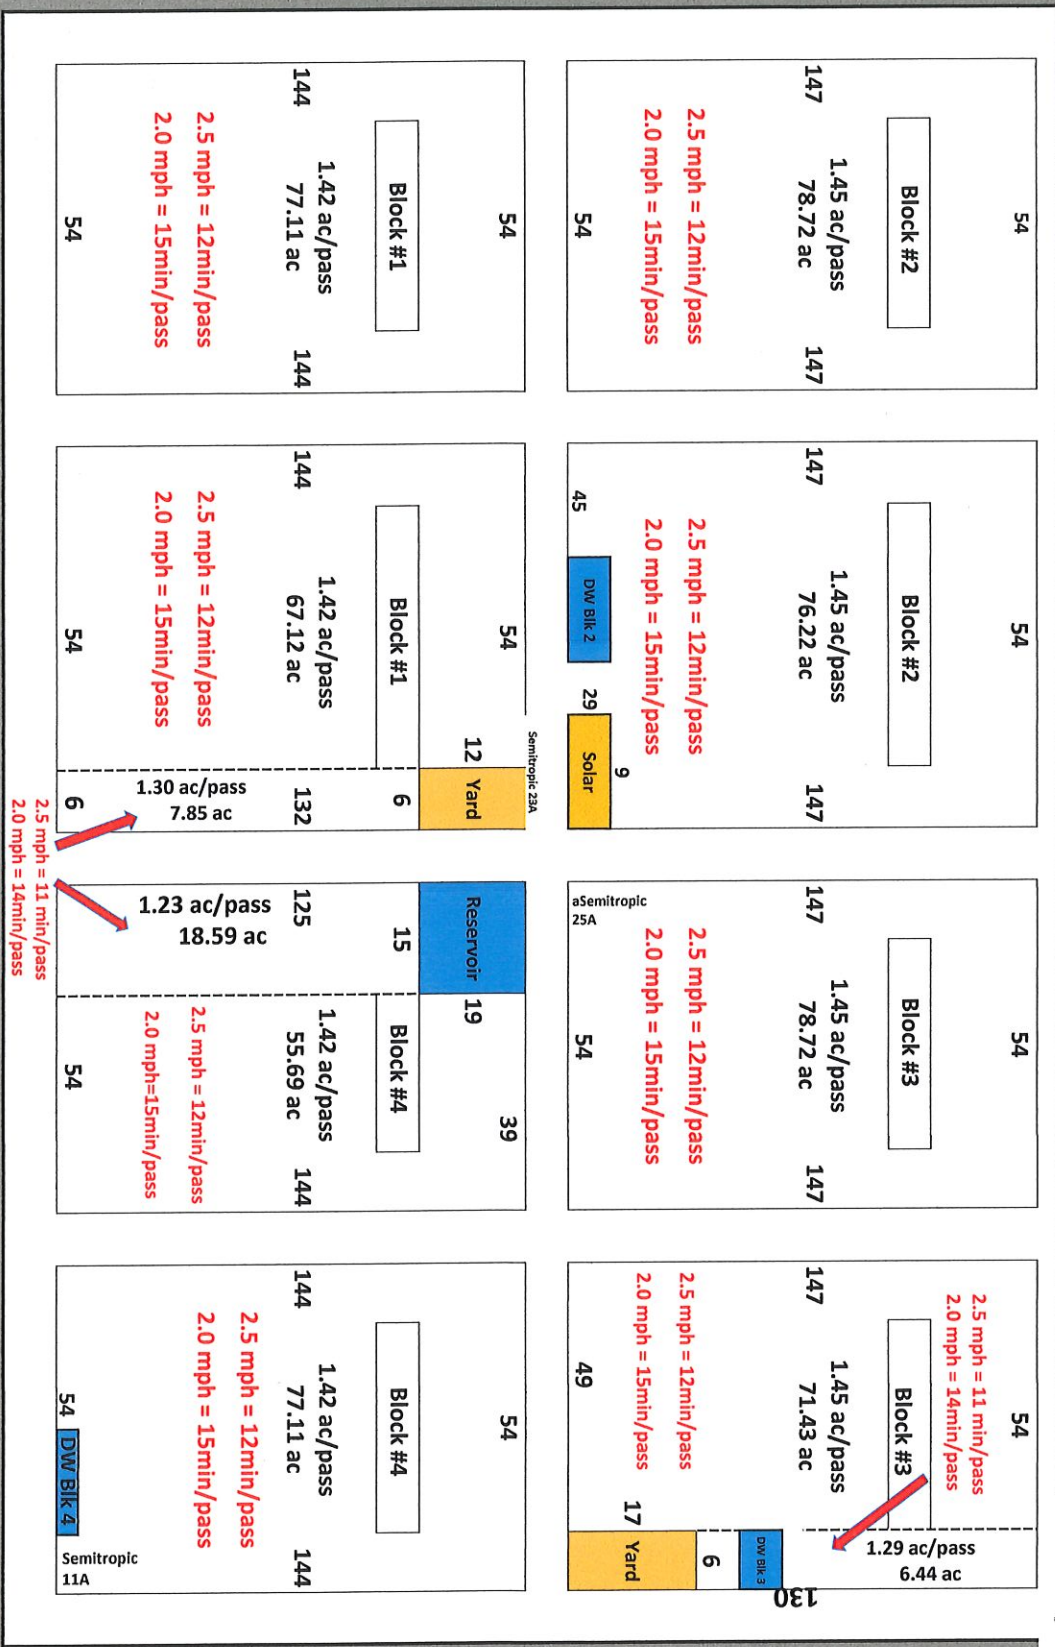 54
Block #2
1.45 ac/pass
147 78.72 ac 147
2.5 mph = 12min/pass
2.0 mph = 15min/pass
54
54
Block #2
1.45 ac/pass
147 76.22 ac 147
2.5 mph = 12min/pass
2.0 mph = 15min/pass
9
45 DW Blk 2 29 Solar
54
Block #3
1.45 ac/pass
147 78.72 ac 147
2.5 mph = 12min/pass
2.0 mph = 15min/pass
54
aSemitropic
25A
54
2.5 mph = 11 min/pass
2.0 mph = 14min/pass
Block #3
1.45 ac/pass
147 71.43 ac
2.5 mph = 12min/pass
2.0 mph = 15min/pass
49
1.29 ac/pass
6.44 ac
130
DW Blk 3
6
17 Yard
54
Block #1
1.42 ac/pass
144 77.11 ac 144
2.5 mph = 12min/pass
2.0 mph = 15min/pass
54
Semitropic 23A
54
12 Yard
Block #1 6
1.42 ac/pass
144 67.12 ac 132
2.5 mph = 12min/pass
2.0 mph = 15min/pass
1.30 ac/pass
7.85 ac
54 6
2.5 mph = 11 min/pass
2.0 mph = 14min/pass
39
Reservoir 19
15 Block #4
1.42 ac/pass
125 55.69 ac 144
1.23 ac/pass
18.59 ac
2.5 mph = 12min/pass
2.0 mph=15min/pass
54
54
Block #4
1.42 ac/pass
144 77.11 ac 144
2.5 mph = 12min/pass
2.0 mph = 15min/pass
54 DW Blk 4
Semitropic
11A